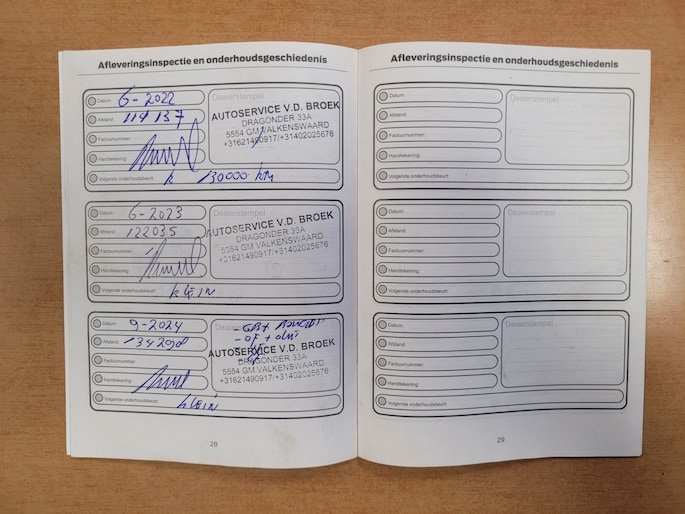 Afleveringsinspectie en onderhoudsgeschiedenis
Datum: 6-2022
Afstand: 114137
Factuurnummer:
Handtekening:
Volgende onderhoudsbeurt: k 130000 km
Dealerstempel
AUTOSERVICE V.D. BROEK
DRAGONDER 33A
5554 GM VALKENSWAARD
+31621490917/+31402025676
Datum: 6-2023
Afstand: 122035
Factuurnummer:
Handtekening:
Volgende onderhoudsbeurt: klein
Dealerstempel
AUTOSERVICE V.D. BROEK
DRAGONDER 33A
5554 GM VALKENSWAARD
+31621490917/+31402025676
Datum: 9-2024
Afstand: 134298
Factuurnummer:
Handtekening:
Volgende onderhoudsbeurt: klein
- GB+
- OF + olie
AUTOSERVICE V.D. BROEK
DRAGONDER 33A
5554 GM VALKENSWAARD
+31621490917/+31402025676
28
Afleveringsinspectie en onderhoudsgeschiedenis
Datum:
Afstand:
Factuurnummer:
Handtekening:
Volgende onderhoudsbeurt:
Dealerstempel
Datum:
Afstand:
Factuurnummer:
Handtekening:
Volgende onderhoudsbeurt:
Dealerstempel
Datum:
Afstand:
Factuurnummer:
Handtekening:
Volgende onderhoudsbeurt:
Dealerstempel
29